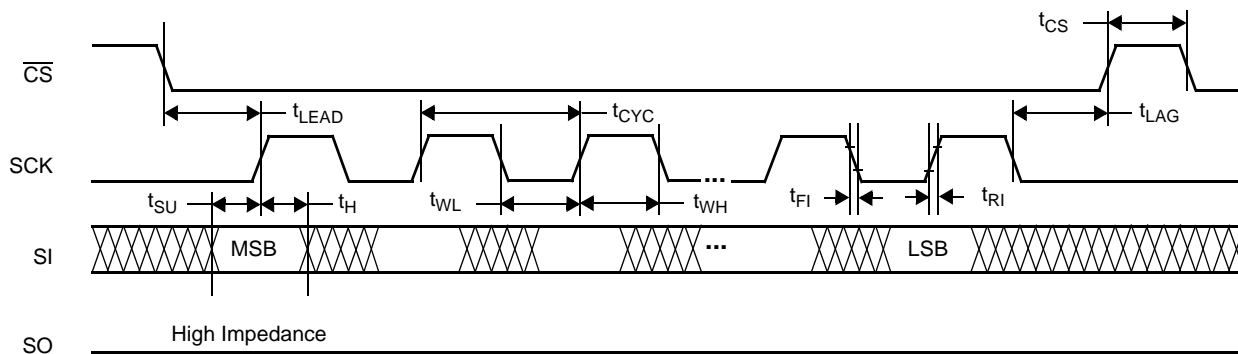 tCS
CS
tLEAD
tCYC
tLAG
SCK
...
tSU
tH
tWL
tWH
tFI
tRI
SI
MSB
...
LSB
High Impedance
SO